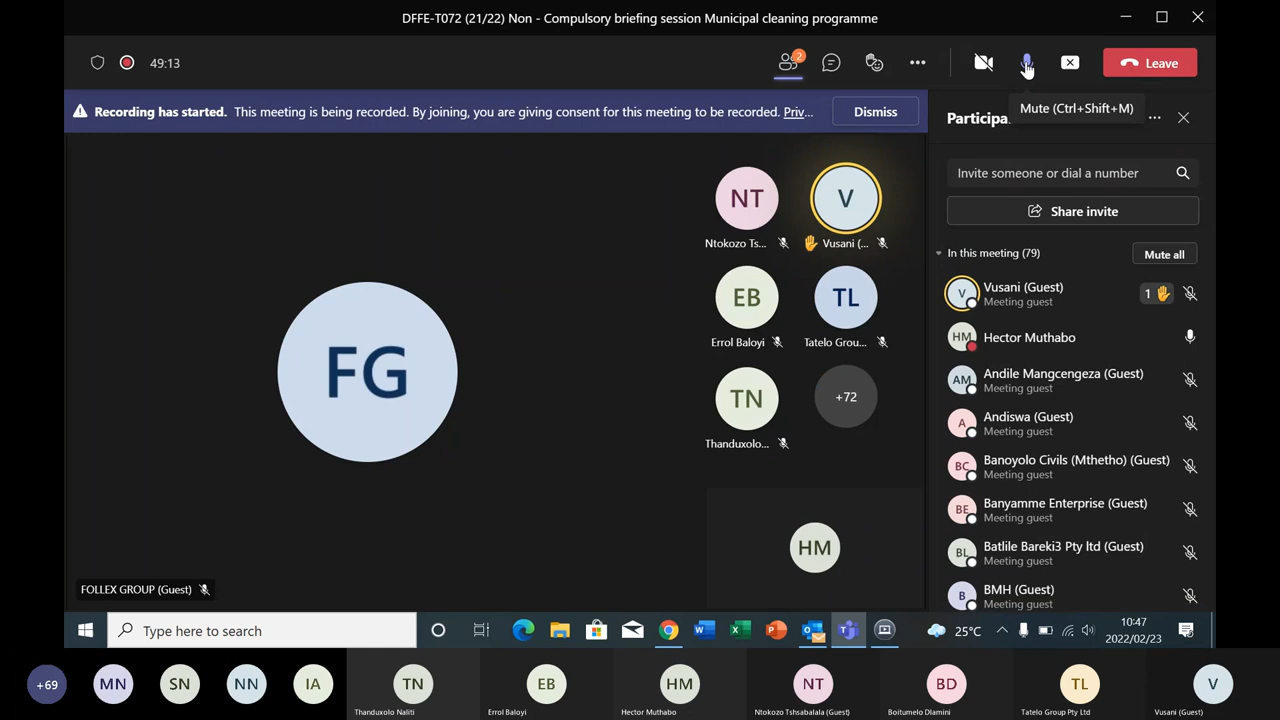 DFFE-T072 (21/22) Non - Compulsory briefing session Municipal cleaning programme
49:13
2
Leave
Recording has started. This meeting is being recorded. By joining, you are giving consent for this meeting to be recorded. Priv...
Dismiss
Participa
Mute (Ctrl+Shift+M)
Invite someone or dial a number
Share invite
In this meeting (79)
Mute all
V
Vusani (Guest)
Meeting guest
1
HM
Hector Muthabo
AM
Andile Mangcengeza (Guest)
Meeting guest
A
Andiswa (Guest)
Meeting guest
BC
Banoyolo Civils (Mthetho) (Guest)
Meeting guest
BE
Banyamme Enterprise (Guest)
Meeting guest
BL
Batlile Bareki3 Pty ltd (Guest)
Meeting guest
B
BMH (Guest)
Meeting guest
NT
Ntokozo Ts...
V
Vusani (...
EB
Errol Baloyi
TL
Tatelo Grou...
TN
Thanduxolo...
+72
FG
HM
FOLLEX GROUP (Guest)
Type here to search
25°C
10:47
2022/02/23
+69
MN
SN
NN
IA
TN
Thanduxolo Naliti
EB
Errol Baloyi
HM
Hector Muthabo
NT
Ntokozo Tshsabalala (Guest)
BD
Boitumelo Dlamini
TL
Tatelo Group Pty Ltd
V
Vusani (Guest)